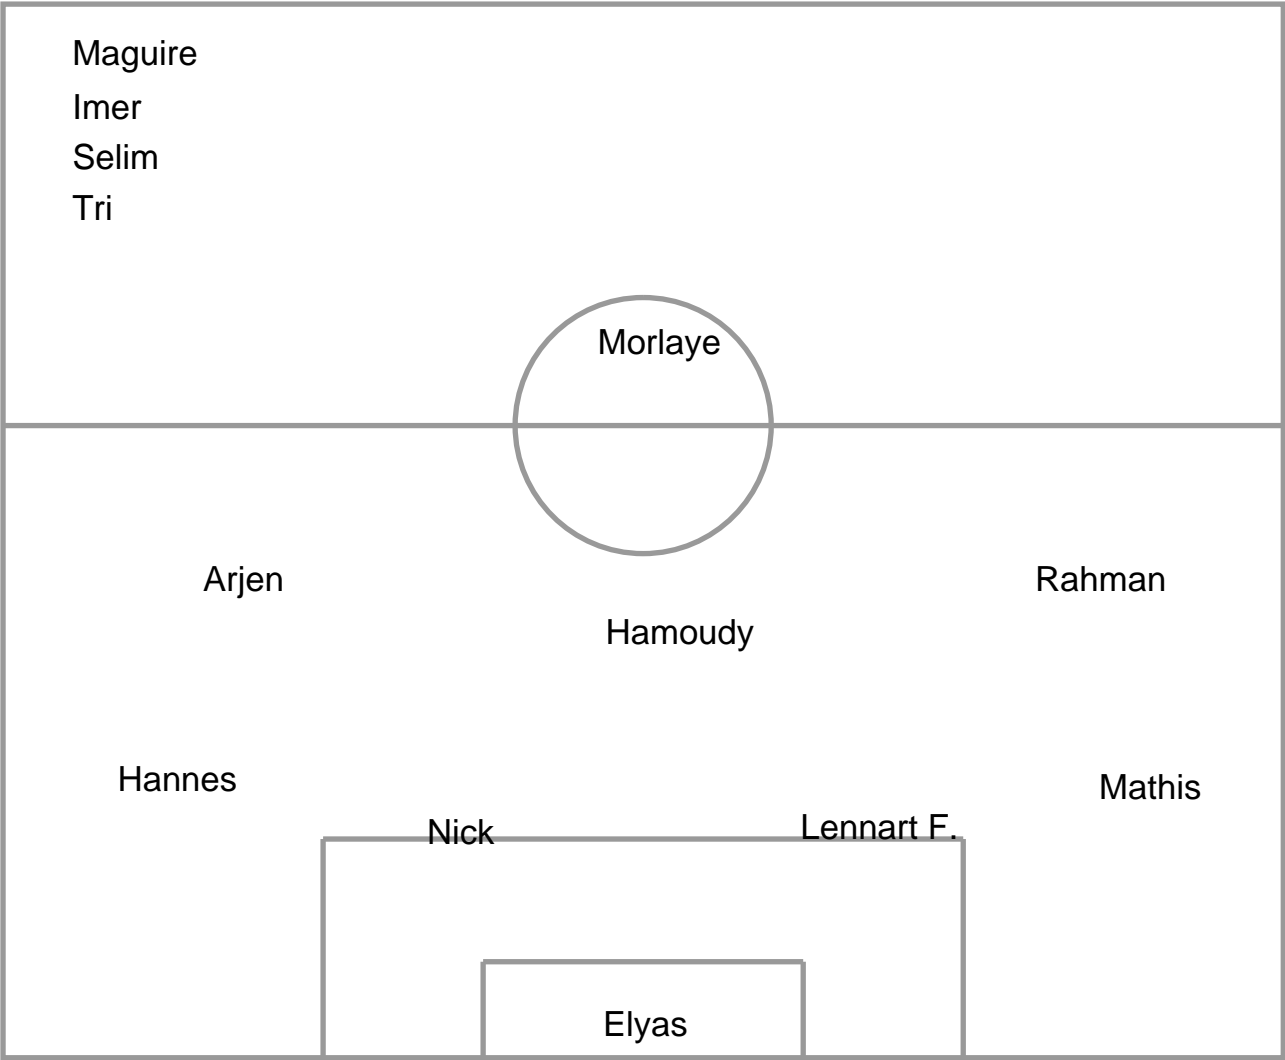 Maguire
Imer
Selim
Tri
Morlaye
Arjen
Rahman
Hamoudy
Hannes
Mathis
Nick
Lennart F.
Elyas